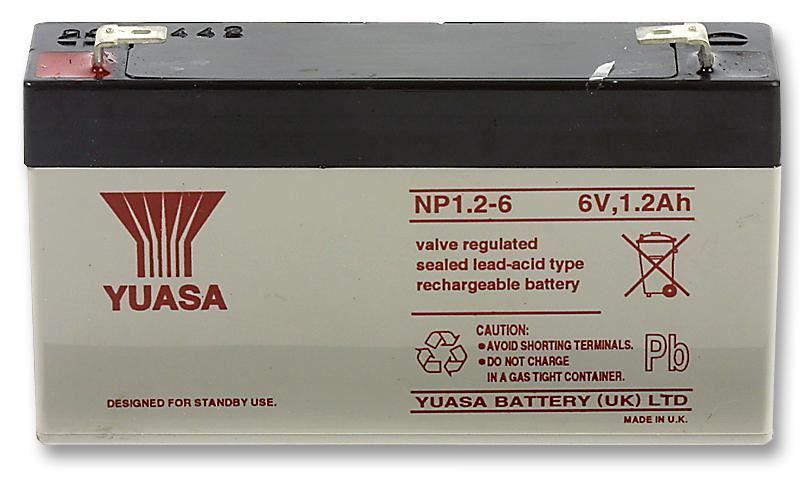 YUASA
DESIGNED FOR STANDBY USE.
NP1.2-6 6V,1.2Ah
valve regulated
sealed lead-acid type
rechargeable battery
CAUTION:
● AVOID SHORTING TERMINALS.
● DO NOT CHARGE
IN A GAS TIGHT CONTAINER.
Pb
YUASA BATTERY (UK) LTD
MADE IN U.K.